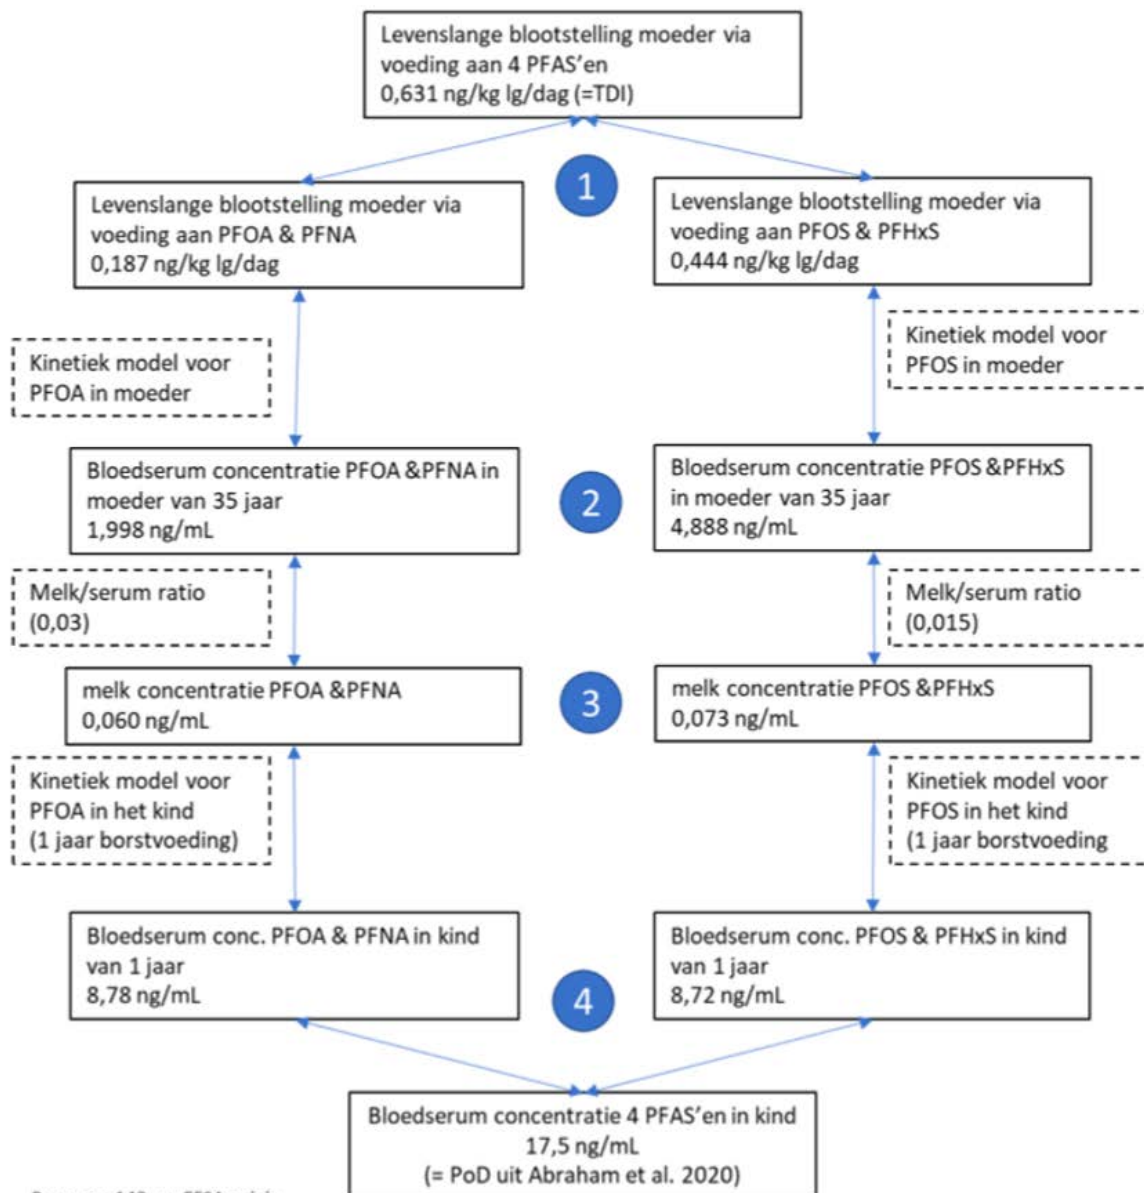 Levenslange blootstelling moeder via
voeding aan 4 PFAS'en
0,631 ng/kg lg/dag (=TDI)
1
Levenslange blootstelling moeder via
voeding aan PFOA & PFNA
0,187 ng/kg lg/dag
Levenslange blootstelling moeder via
voeding aan PFOS & PFHxS
0,444 ng/kg lg/dag
Kinetiek model voor
PFOA in moeder
Kinetiek model voor
PFOS in moeder
Bloedserum concentratie PFOA &PFNA in
moeder van 35 jaar
1,998 ng/mL
2
Bloedserum concentratie PFOS &PFHxS
in moeder van 35 jaar
4,888 ng/mL
Melk/serum ratio
(0,03)
Melk/serum ratio
(0,015)
melk concentratie PFOA &PFNA
0,060 ng/mL
3
melk concentratie PFOS &PFHxS
0,073 ng/mL
Kinetiek model voor
PFOA in het kind
(1 jaar borstvoeding)
Kinetiek model voor
PFOS in het kind
(1 jaar borstvoeding
Bloedserum conc. PFOA & PFNA in kind
van 1 jaar
8,78 ng/mL
4
Bloedserum conc. PFOS & PFHxS in kind
van 1 jaar
8,72 ng/mL
Bloedserum concentratie 4 PFAS'en in kind
17,5 ng/mL
(= PoD uit Abraham et al. 2020)